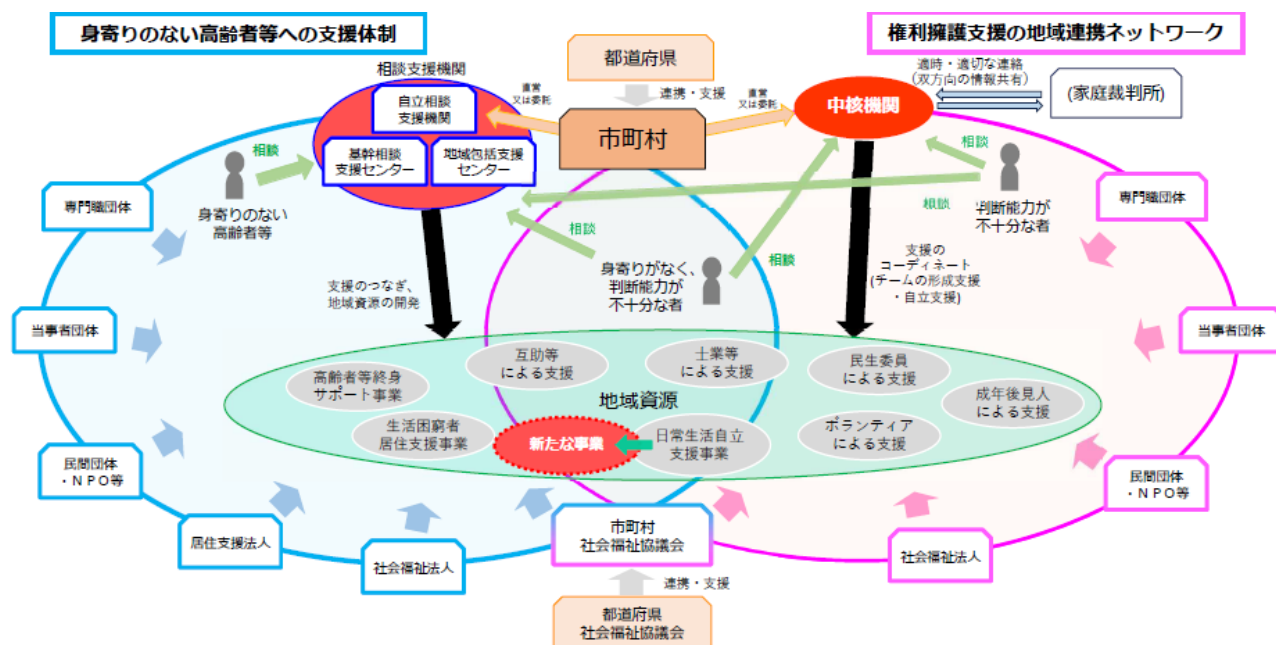 身寄りのない高齢者等への支援体制
権利擁護支援の地域連携ネットワーク
都道府県
連携・支援
市町村
直営
又は委託
直営
又は委託
相談支援機関
自立相談
支援機関
基幹相談
支援センター
地域包括支援
センター
中核機関
適時・適切な連絡
(双方向の情報共有)
(家庭裁判所)
相談
身寄りのない
高齢者等
相談
相談
相談
相談
判断能力が
不十分な者
身寄りがなく、
判断能力が
不十分な者
支援のつなぎ、
地域資源の開発
支援の
コーディネート
(チームの形成支援
・自立支援)
専門職団体
当事者団体
民間団体
・NPO等
居住支援法人
社会福祉法人
専門職団体
当事者団体
民間団体
・NPO等
社会福祉法人
互助等
による支援
士業等
による支援
民生委員
による支援
高齢者等終身
サポート事業
地域資源
成年後見人
による支援
生活困窮者
居住支援事業
新たな事業
日常生活自立
支援事業
ボランティア
による支援
市町村
社会福祉協議会
連携・支援
都道府県
社会福祉協議会